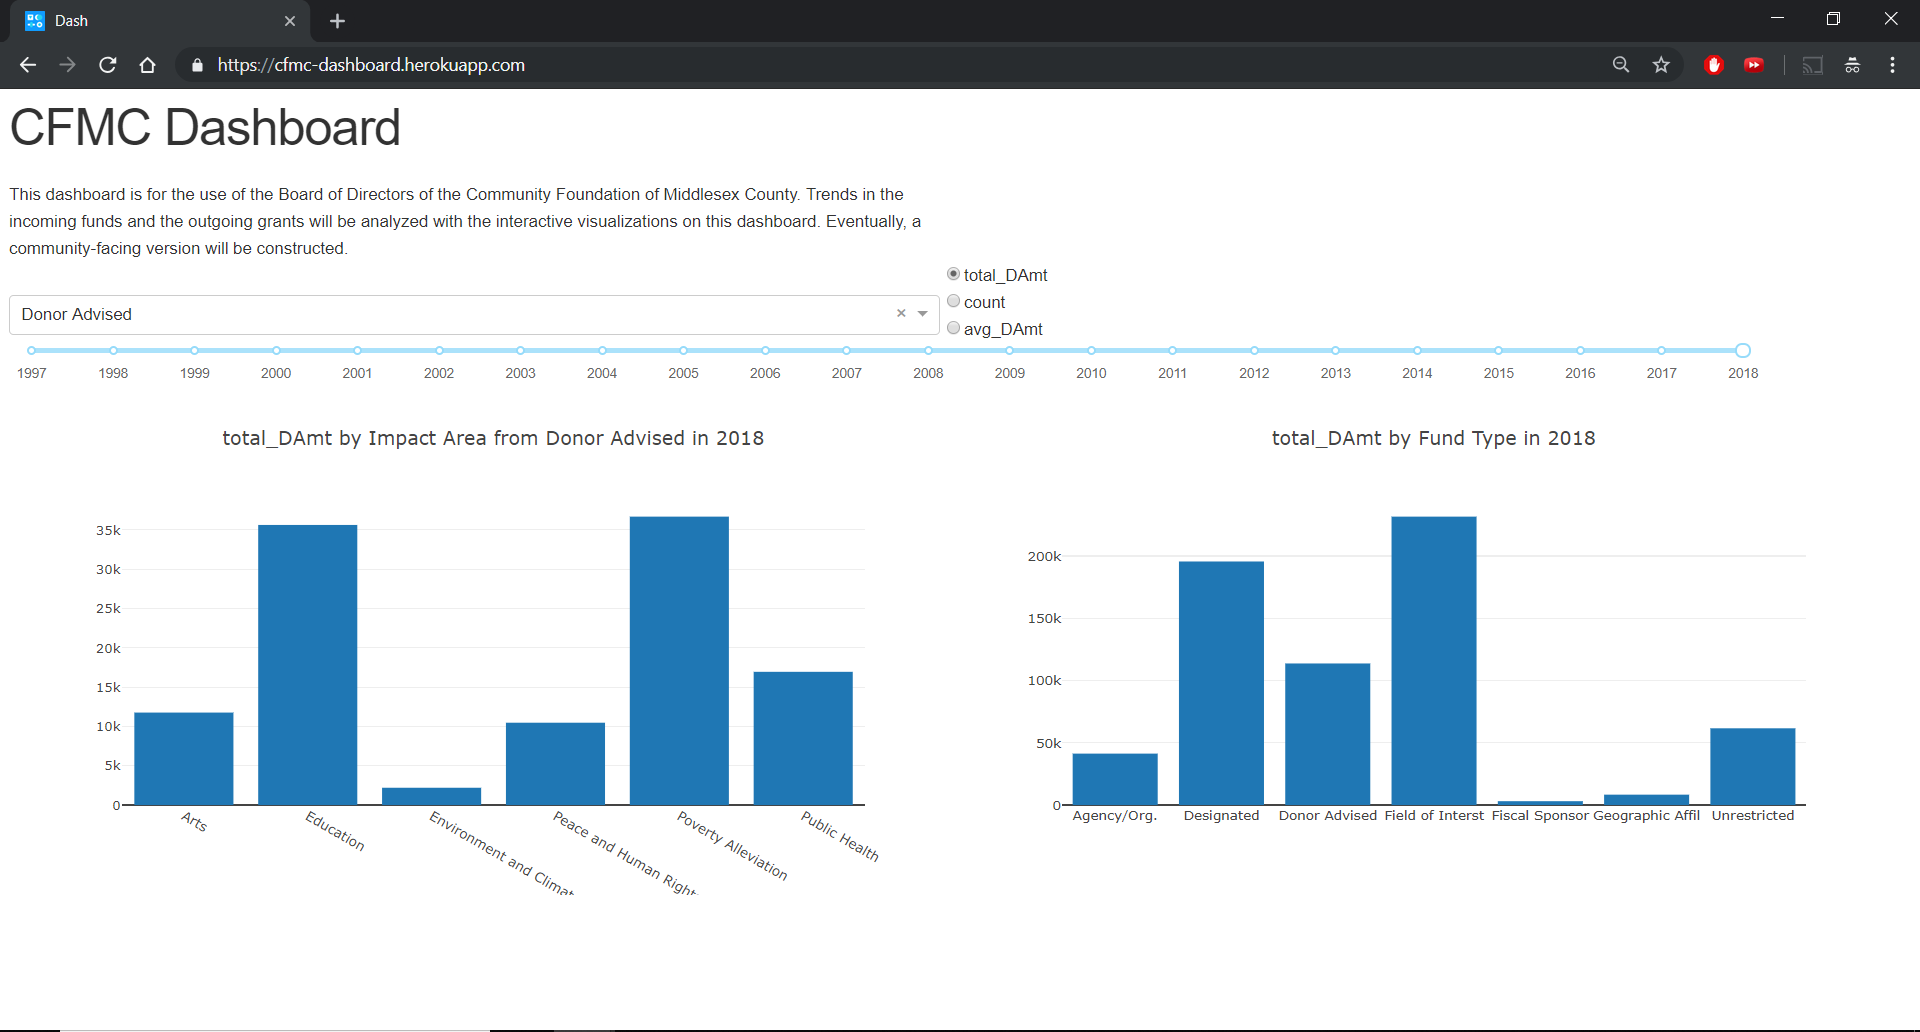 Dash
https://cfmc-dashboard.herokuapp.com
CFMC Dashboard
This dashboard is for the use of the Board of Directors of the Community Foundation of Middlesex County. Trends in the
incoming funds and the outgoing grants will be analyzed with the interactive visualizations on this dashboard. Eventually, a
community-facing version will be constructed.
total_DAmt
count
avg_DAmt
Donor Advised
1997 1998 1999 2000 2001 2002 2003 2004 2005 2006 2007 2008 2009 2010 2011 2012 2013 2014 2015 2016 2017 2018
total_DAmt by Impact Area from Donor Advised in 2018
35k
30k
25k
20k
15k
10k
5k
0
Arts
Education
Environment and Climat
Peace and Human Right
Poverty Alleviation
Public Health
total_DAmt by Fund Type in 2018
200k
150k
100k
50k
0
Agency/Org. Designated Donor Advised Field of Interst Fiscal Sponsor Geographic Affil Unrestricted